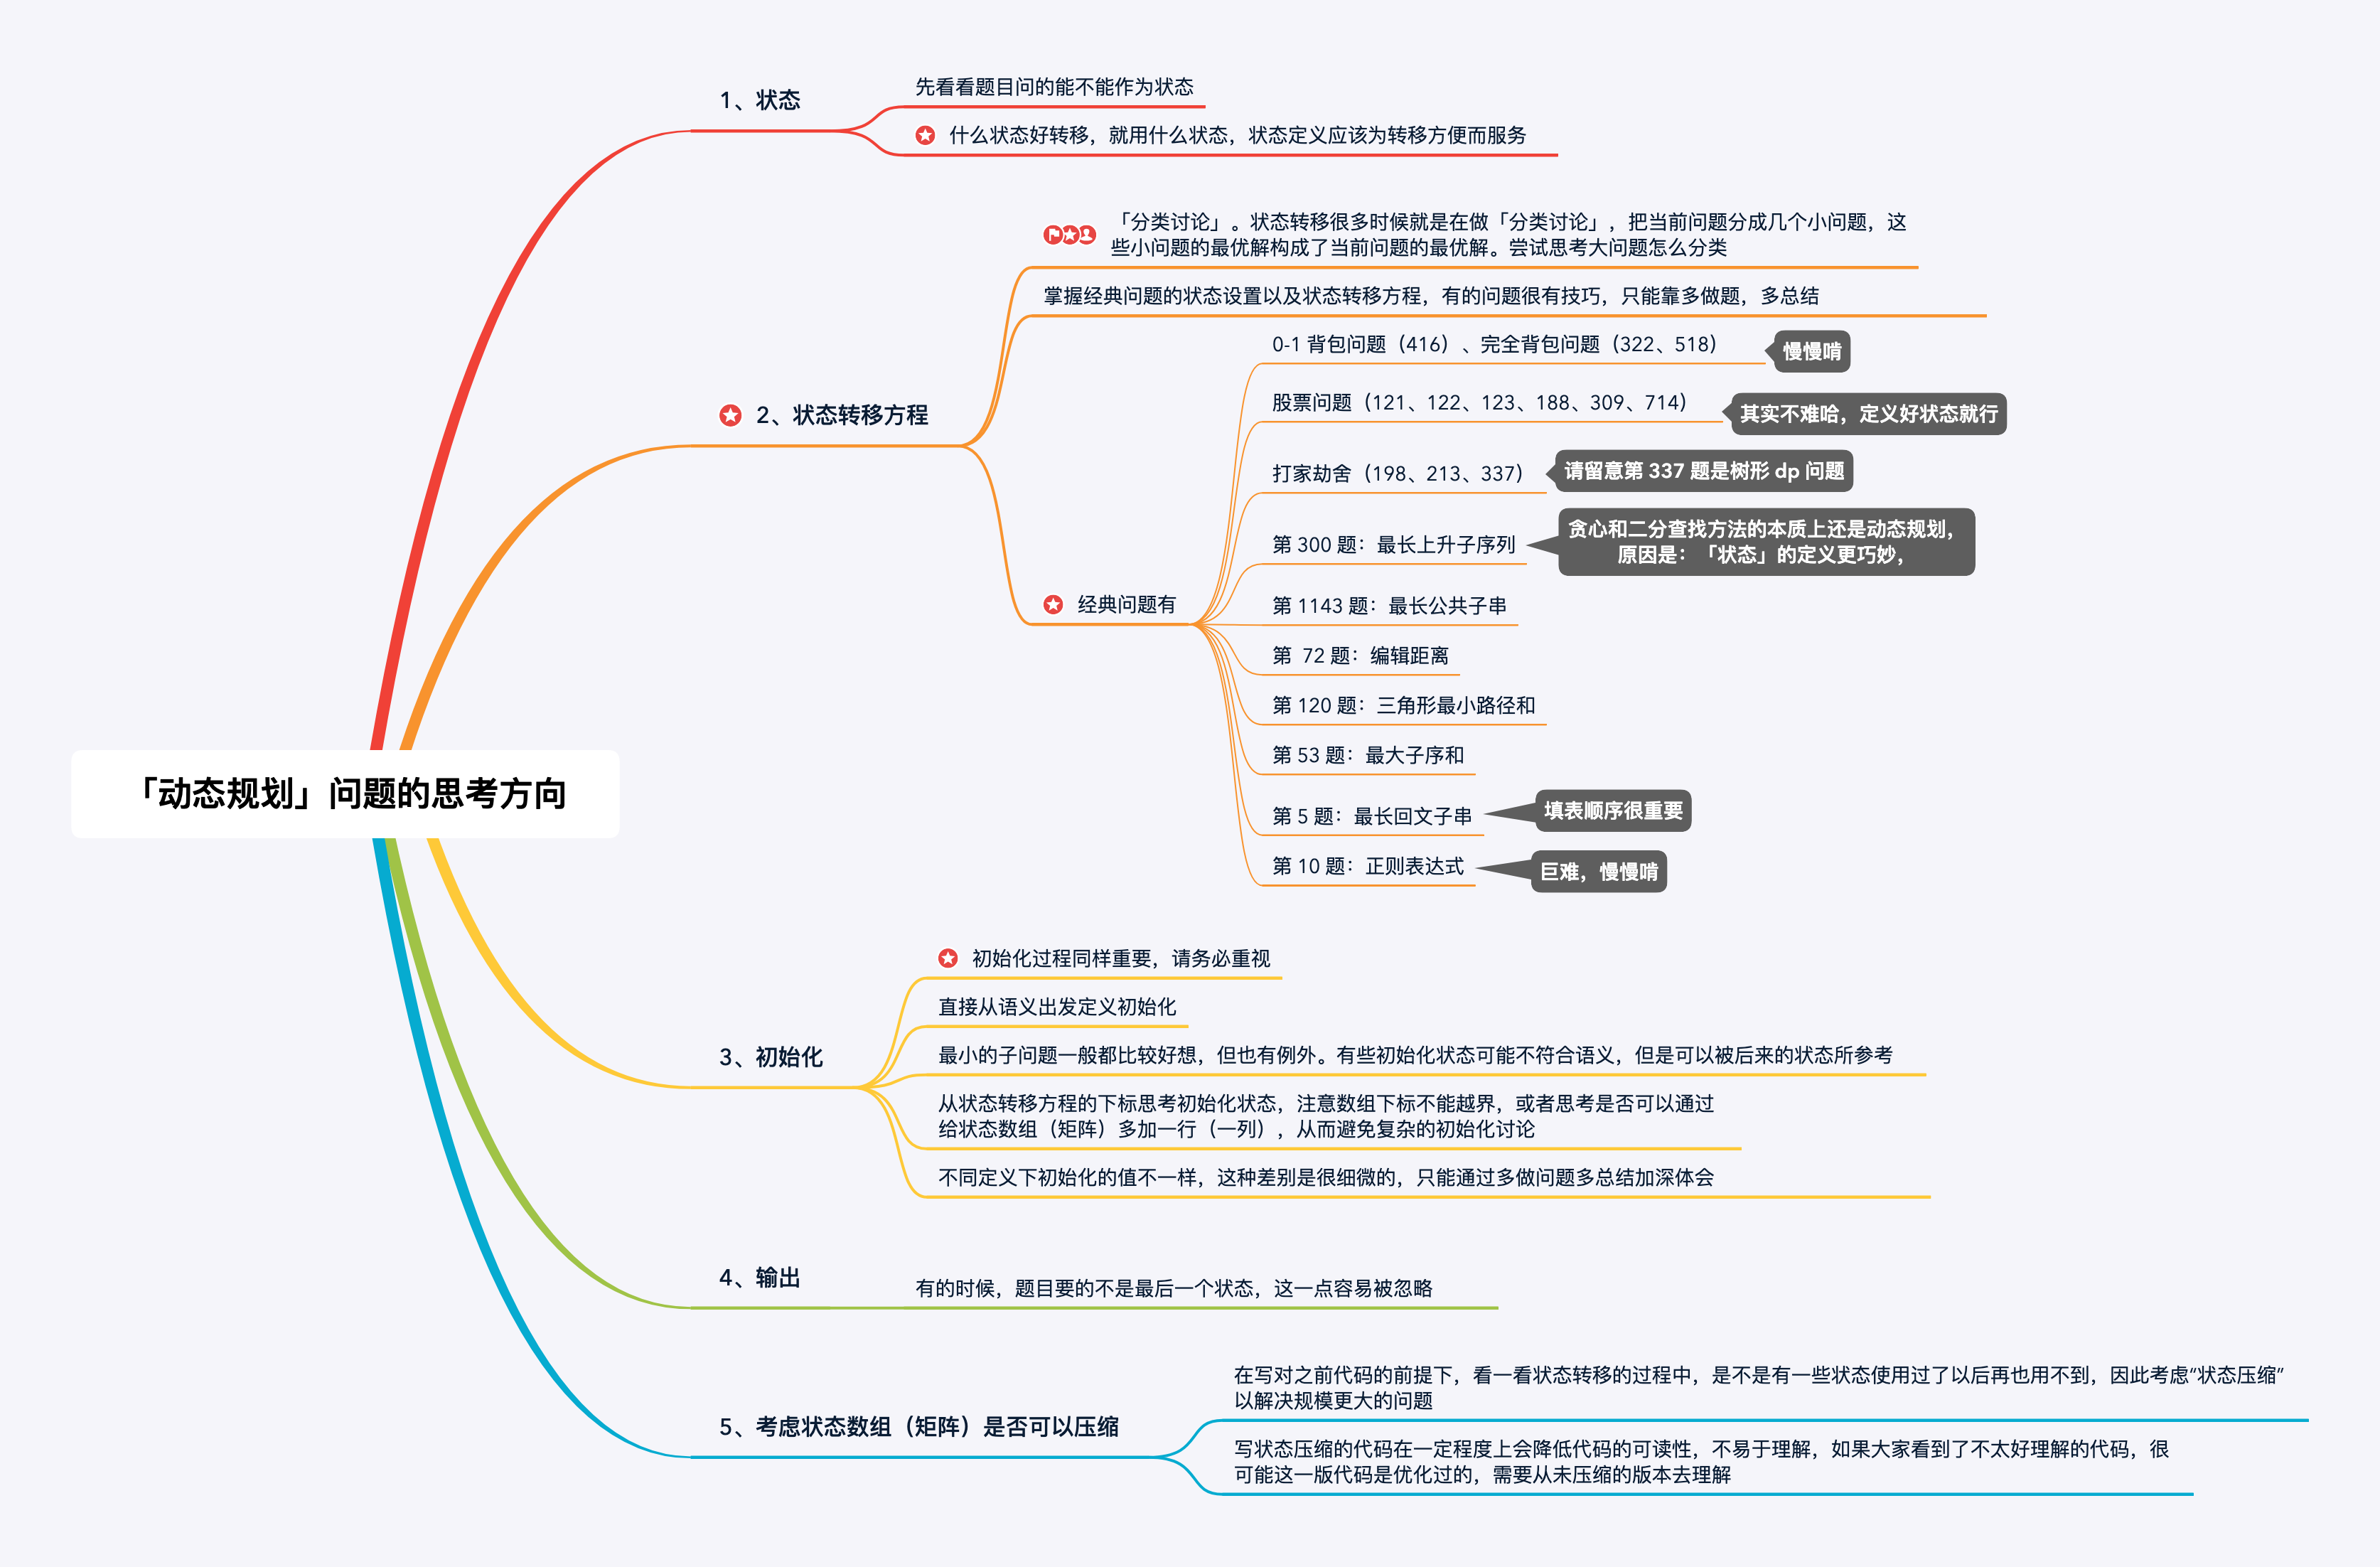 「动态规划」问题的思考方向
1、状态
先看看题目问的能不能作为状态
什么状态好转移，就用什么状态，状态定义应该为转移方便而服务
2、状态转移方程
「分类讨论」。状态转移很多时候就是在做「分类讨论」，把当前问题分成几个小问题，这
些小问题的最优解构成了当前问题的最优解。尝试思考大问题怎么分类
掌握经典问题的状态设置以及状态转移方程，有的问题很有技巧，只能靠多做题，多总结
经典问题有
0-1 背包问题（416）、完全背包问题（322、518）
慢慢啃
股票问题（121、122、123、188、309、714）
其实不难哈，定义好状态就行
打家劫舍（198、213、337）
请留意第 337 题是树形 dp 问题
第 300 题：最长上升子序列
贪心和二分查找方法的本质上还是动态规划，
原因是：「状态」的定义更巧妙，
第 1143 题：最长公共子串
第 72 题：编辑距离
第 120 题：三角形最小路径和
第 53 题：最大子序和
第 5 题：最长回文子串
填表顺序很重要
第 10 题：正则表达式
巨难，慢慢啃
3、初始化
初始化过程同样重要，请务必重视
直接从语义出发定义初始化
最小的子问题一般都比较好想，但也有例外。有些初始化状态可能不符合语义，但是可以被后来的状态所参考
从状态转移方程的下标思考初始化状态，注意数组下标不能越界，或者思考是否可以通过
给状态数组（矩阵）多加一行（一列），从而避免复杂的初始化讨论
不同定义下初始化的值不一样，这种差别是很细微的，只能通过多做问题多总结加深体会
4、输出
有的时候，题目要的不是最后一个状态，这一点容易被忽略
5、考虑状态数组（矩阵）是否可以压缩
在写对之前代码的前提下，看一看状态转移的过程中，是不是有一些状态使用过了以后再也用不到，因此考虑“状态压缩”
以解决规模更大的问题
写状态压缩的代码在一定程度上会降低代码的可读性，不易于理解，如果大家看到了不太好理解的代码，很
可能这一版代码是优化过的，需要从未压缩的版本去理解